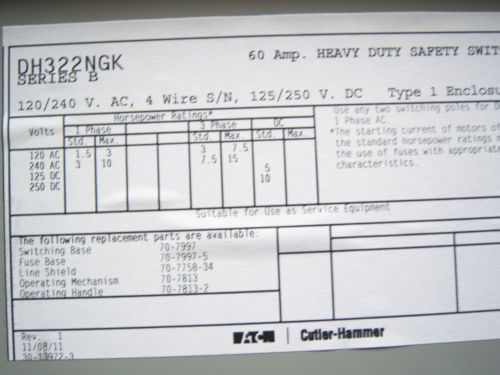 DH322NGK
SERIES B
60 Amp. HEAVY DUTY SAFETY SWIT
120/240 V. AC, 4 Wire S/N, 125/250 V. DC Type 1 Enclosu
Volts
Horsepower Ratings*
1 Phase 3 Phase DC
Std. Max. Std. Max. Std. Max.
120 AC 1.5 3 3 7.5
240 AC 3 10 7.5 15
125 DC 5
250 DC 10
Use any two switching poles for
1 Phase AC.
*The starting current of motors of
the standard horsepower ratings
the use of fuses with appropriat
characteristics.
Suitable for Use as Service Equipment
The following replacement parts are available:
Switching Base 70-7997
Fuse Base 70-7997-5
Line Shield 70-7758-34
Operating Mechanism 70-7813
Operating Handle 70-7813-2
Rev. 1
11/08/11
30-13972-3
EATON | Cutler-Hammer